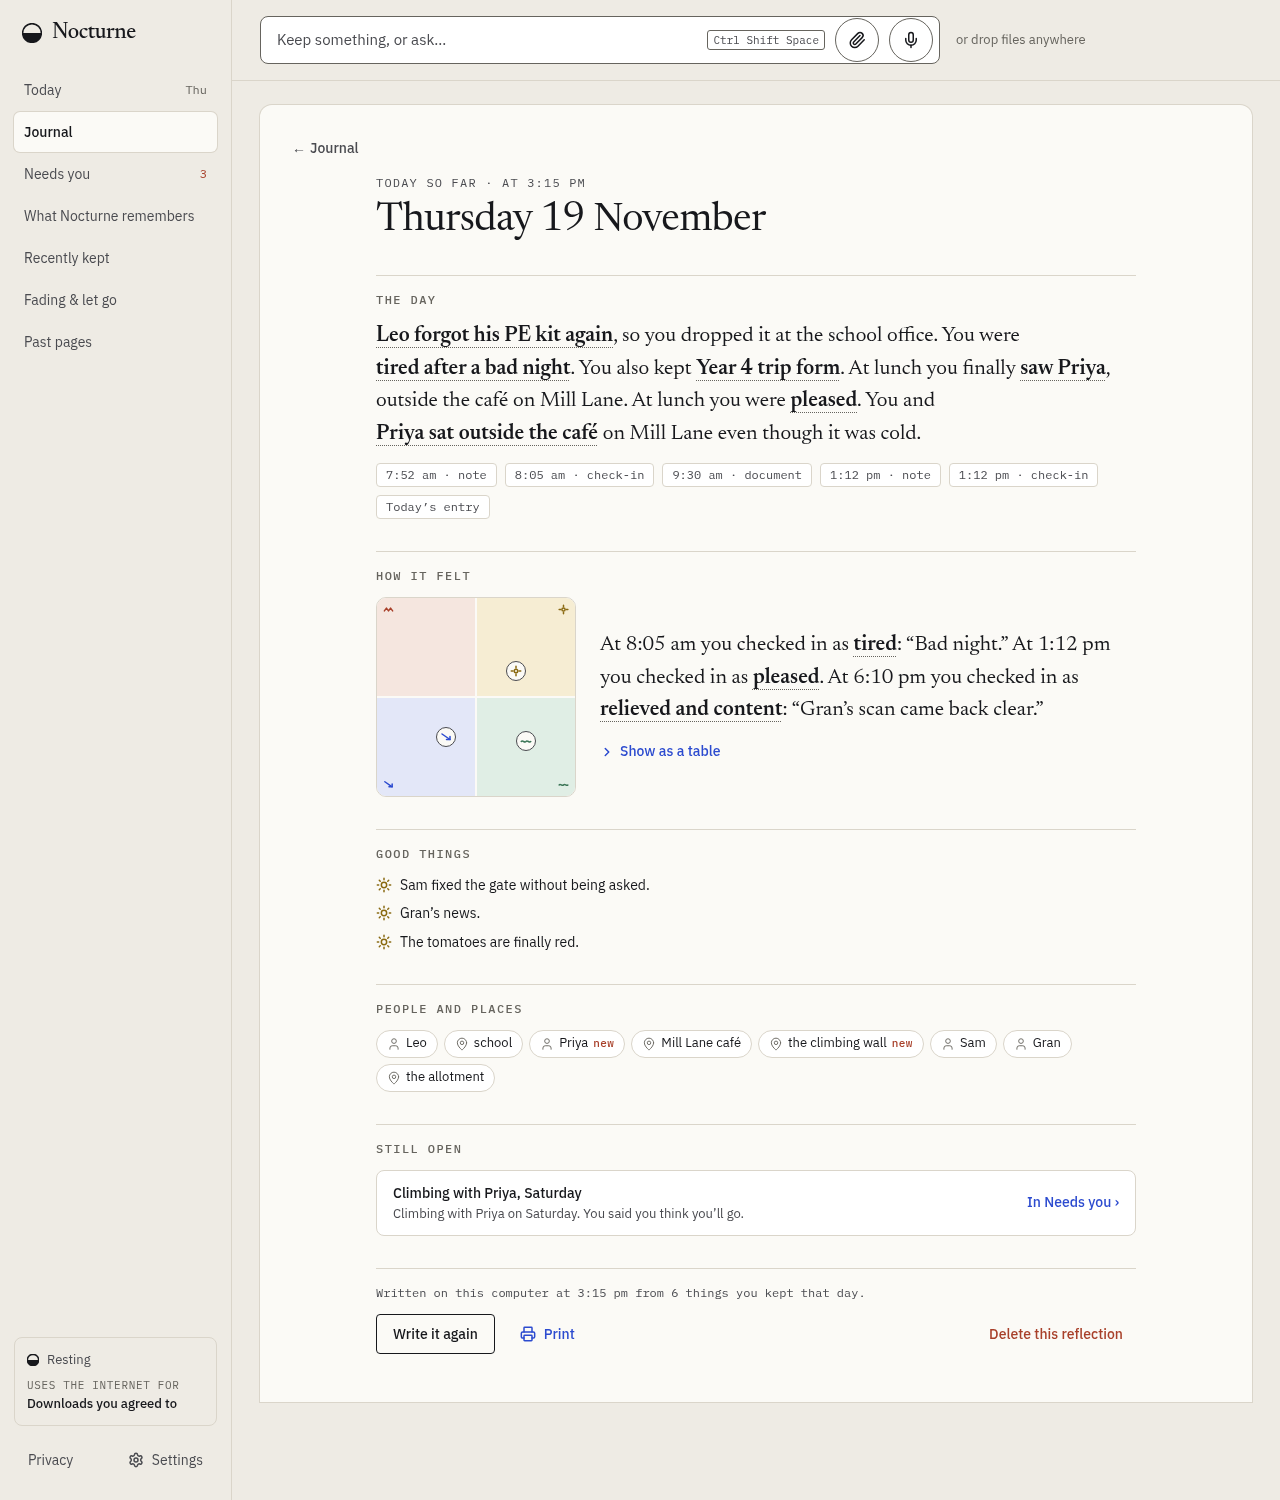 Nocturne
Today Thu
Journal
Needs you 3
What Nocturne remembers
Recently kept
Fading & let go
Past pages
Resting
USES THE INTERNET FOR
Downloads you agreed to
Privacy Settings
Keep something, or ask… Ctrl Shift Space or drop files anywhere
← Journal
TODAY SO FAR · AT 3:15 PM
Thursday 19 November
THE DAY
Leo forgot his PE kit again, so you dropped it at the school office. You were
tired after a bad night. You also kept Year 4 trip form. At lunch you finally saw Priya,
outside the café on Mill Lane. At lunch you were pleased. You and
Priya sat outside the café on Mill Lane even though it was cold.
7:52 am · note 8:05 am · check-in 9:30 am · document 1:12 pm · note 1:12 pm · check-in
Today’s entry
HOW IT FELT
At 8:05 am you checked in as tired: “Bad night.” At 1:12 pm
you checked in as pleased. At 6:10 pm you checked in as
relieved and content: “Gran’s scan came back clear.”
Show as a table
GOOD THINGS
Sam fixed the gate without being asked.
Gran’s news.
The tomatoes are finally red.
PEOPLE AND PLACES
Leo school Priya new Mill Lane café the climbing wall new Sam Gran
the allotment
STILL OPEN
Climbing with Priya, Saturday
Climbing with Priya on Saturday. You said you think you’ll go.
In Needs you ›
Written on this computer at 3:15 pm from 6 things you kept that day.
Write it again Print Delete this reflection